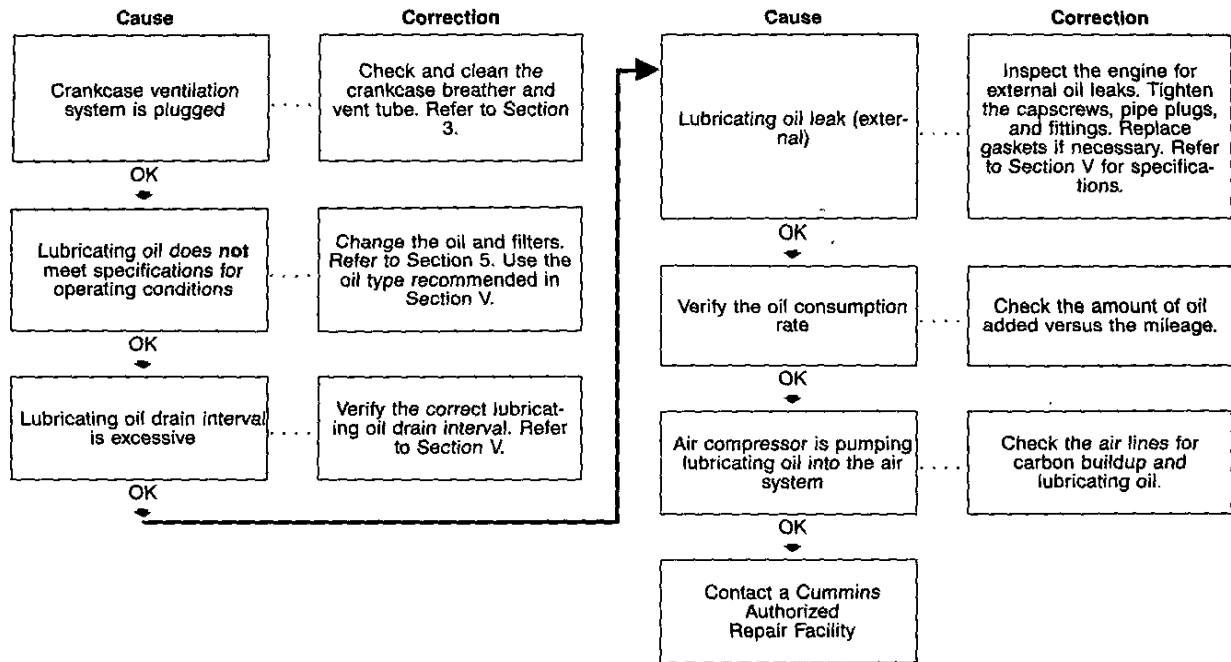 Cause
Correction
Crankcase ventilation
system is plugged
Check and clean the
crankcase breather and
vent tube. Refer to Section
3.
OK
Lubricating oil does not
meet specifications for
operating conditions
Change the oil and filters.
Refer to Section 5. Use the
oil type recommended in
Section V.
OK
Lubricating oil drain interval
is excessive
Verify the correct lubricat-
ing oil drain interval. Refer
to Section V.
OK
Cause
Correction
Lubricating oil leak (exter-
nal)
Inspect the engine for
external oil leaks. Tighten
the capscrews, pipe plugs,
and fittings. Replace
gaskets if necessary. Refer
to Section V for specifica-
tions.
OK
Verify the oil consumption
rate
Check the amount of oil
added versus the mileage.
OK
Air compressor is pumping
lubricating oil into the air
system
Check the air lines for
carbon buildup and
lubricating oil.
OK
Contact a Cummins
Authorized
Repair Facility